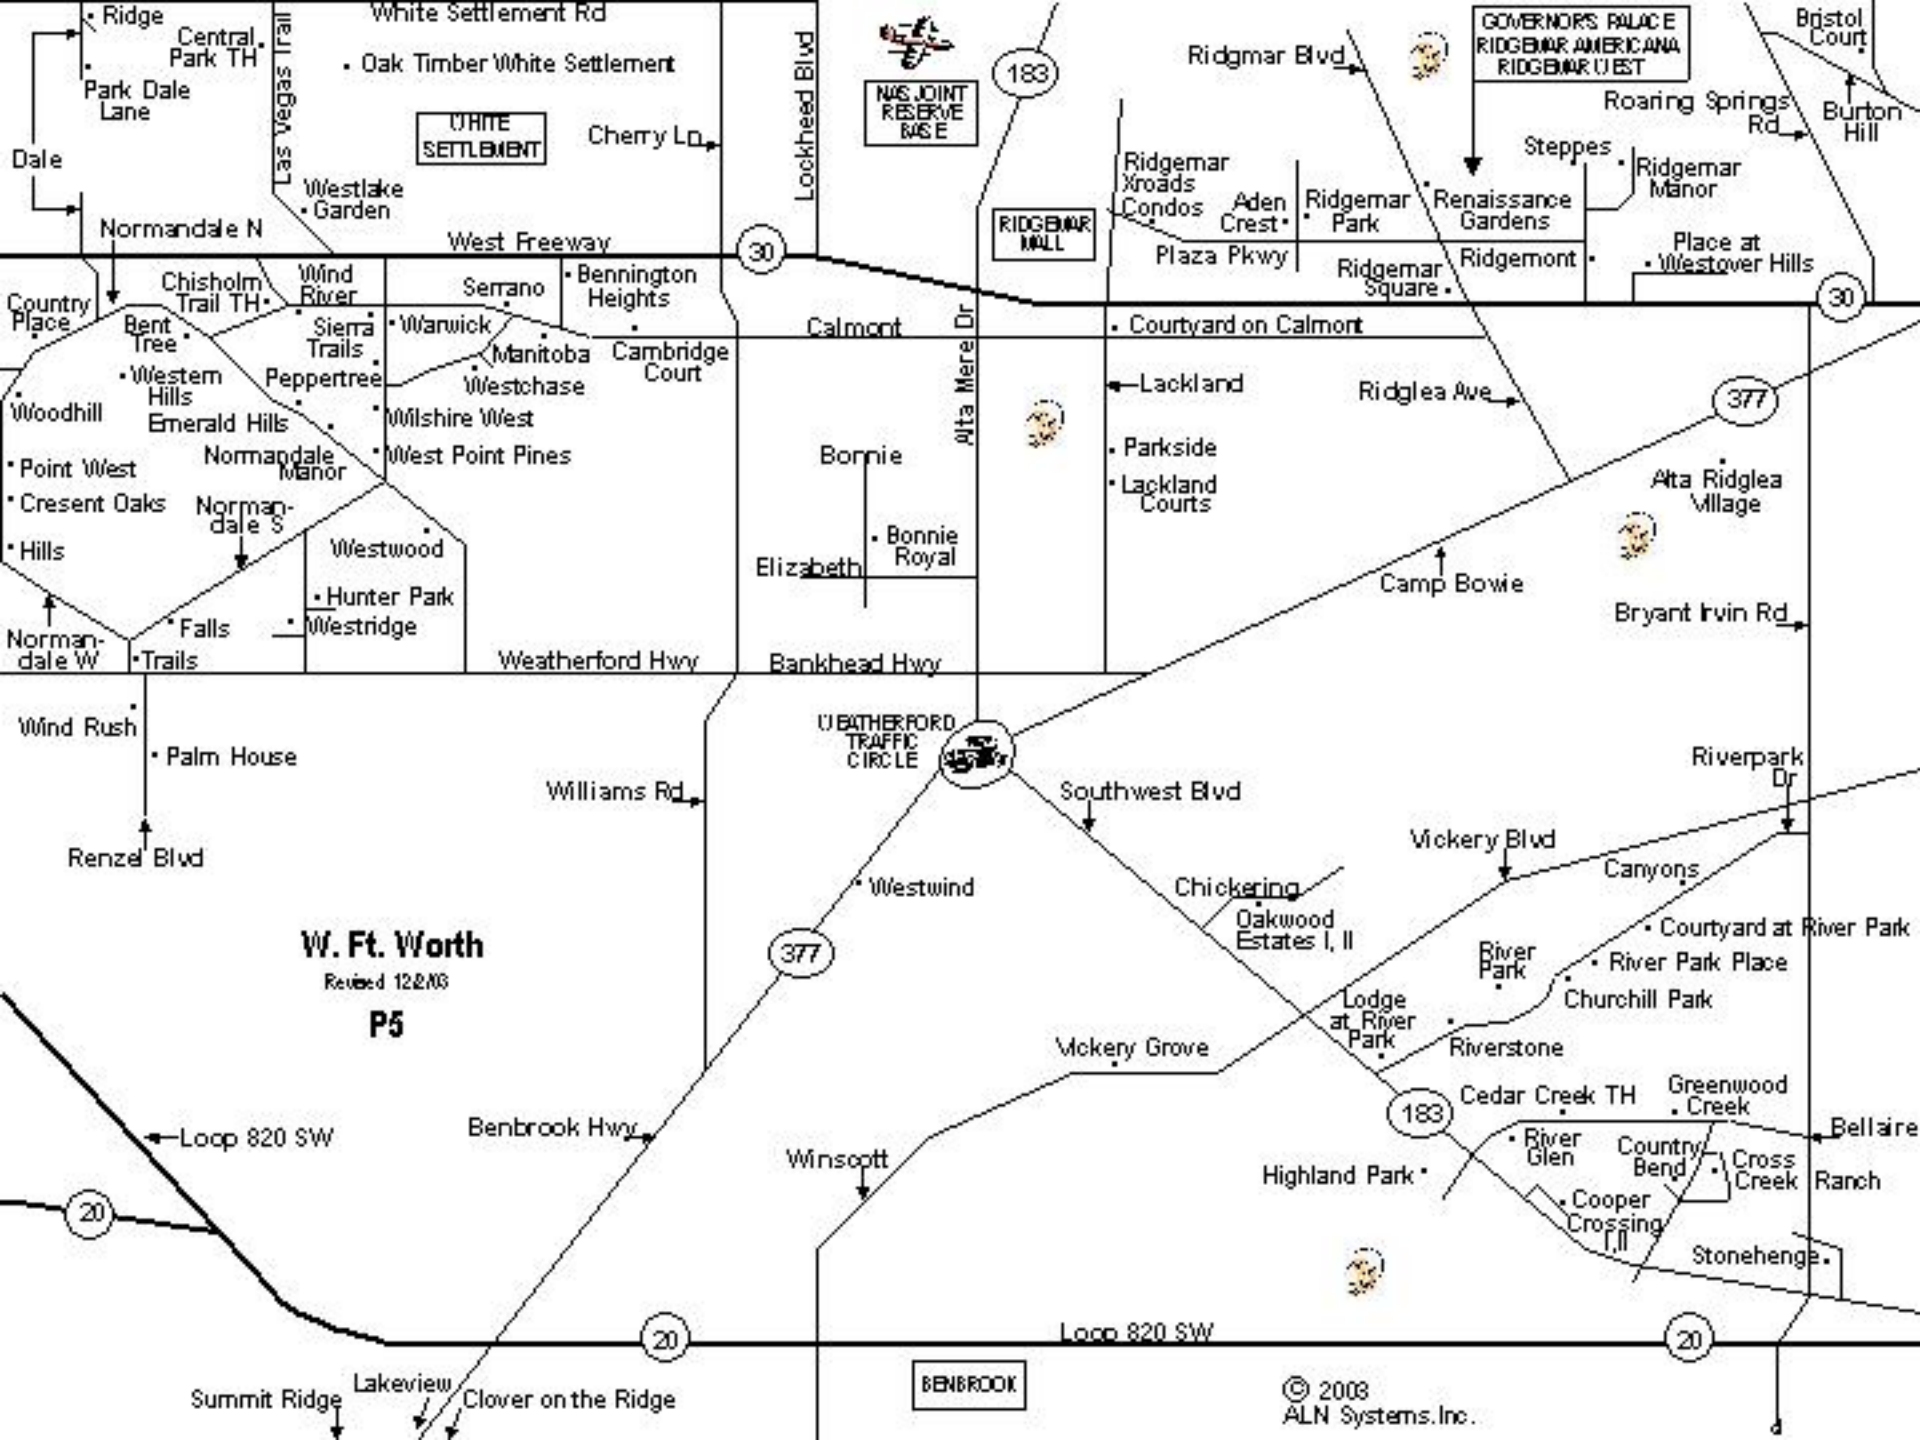 Ridge
White Settlement Rd
Central
Park TH
Las Vegas Trail
Oak Timber White Settlement
Park Dale
Lane
Dale
WHITE
SETTLEMENT
Cherry Ln
Lockheed Blvd
NAS JOINT
RESERVE
BASE
183
Ridgmar Blvd
GOVERNOR'S PALACE
RIDGEMAR AMERICANA
RIDGEMAR WEST
Bristol
Court
Roaring Springs
Rd
Burton
Hill
Steppes
Ridgemar
Manor
Ridgemar
Xroads
Condos
Aden
Crest
Ridgemar
Park
Renaissance
Gardens
Westlake
Garden
Normandale N
West Freeway
30
RIDGEMAR
MALL
Plaza Pkwy
Ridgemar
Square
Ridgemont
Place at
Westover Hills
30
Country
Place
Chisholm
Trail TH
Wind
River
Serrano
Bennington
Heights
Bent
Tree
Sierra
Trails
Warwick
Manitoba
Cambridge
Court
Calmont
Alta Mere Dr
Courtyard on Calmont
Western
Hills
Peppertree
Westchase
Lackland
Ridglea Ave
377
Woodhill
Emerald Hills
Wilshire West
Normandale
Manor
West Point Pines
Point West
Cresent Oaks
Norman-
dale S
Bonnie
Parkside
Lackland
Courts
Alta Ridglea
Village
Hills
Westwood
Bonnie
Royal
Elizabeth
Camp Bowie
Hunter Park
Westridge
Bryant Irvin Rd
Norman-
dale W
Falls
Trails
Weatherford Hwy
Bankhead Hwy
Wind Rush
Palm House
WEATHERFORD
TRAFFIC
CIRCLE
Williams Rd
Southwest Blvd
Riverpark
Dr
Renzel Blvd
Vickery Blvd
Canyons
Westwind
Chickering
Oakwood
Estates I, II
Courtyard at River Park
W. Ft. Worth
Revised 12/2/03
P5
377
River
Park
River Park Place
Churchill Park
Lodge
at River
Park
Riverstone
Vickery Grove
183
Cedar Creek TH
Greenwood
Creek
Loop 820 SW
Benbrook Hwy
Bellaire
River
Glen
Country
Bend
Cross
Creek Ranch
Winscott
Highland Park
Cooper
Crossing
I,II
20
Stonehenge
20
Loop 820 SW
20
Summit Ridge
Lakeview
Clover on the Ridge
BENBROOK
© 2003
ALN Systems.Inc.